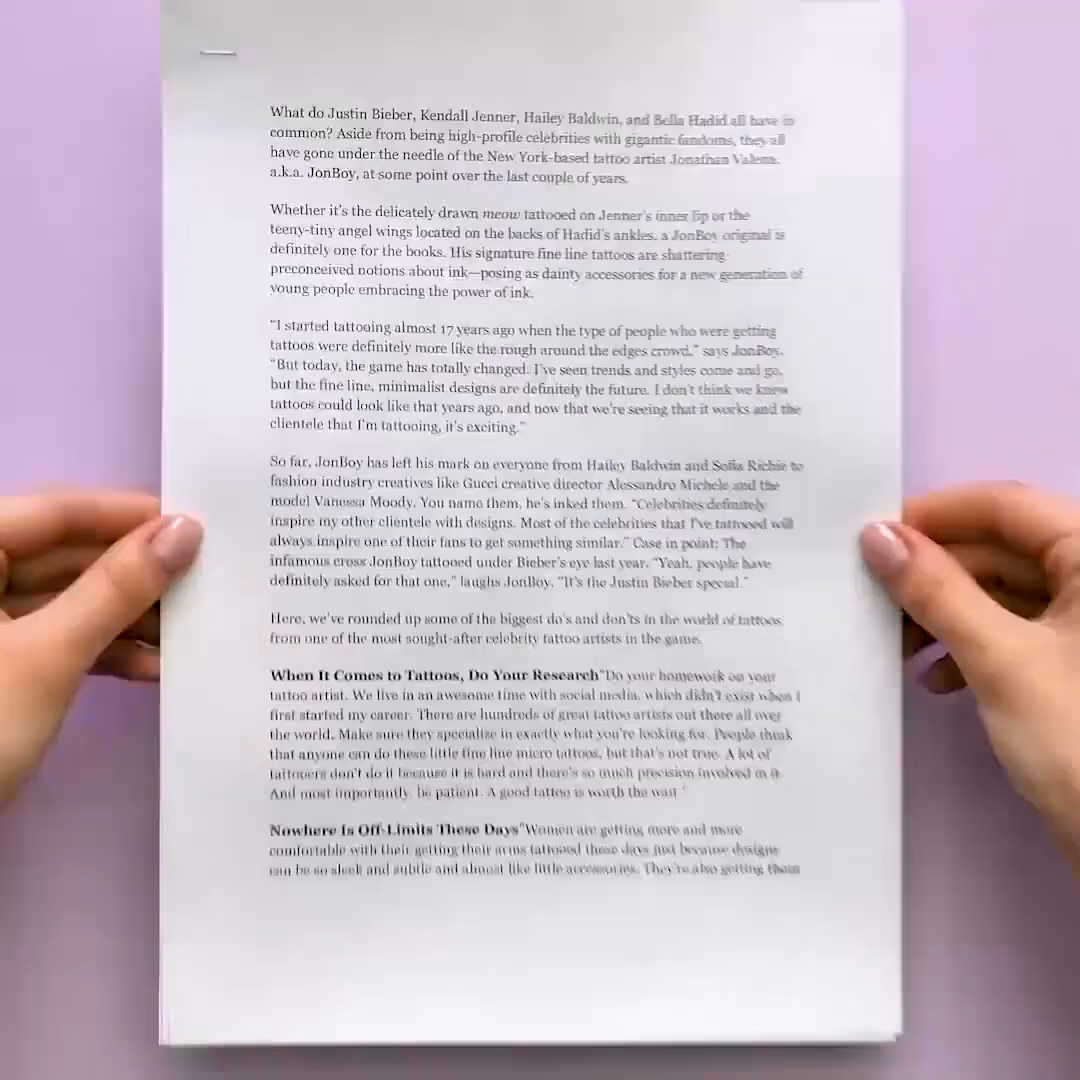 What do Justin Bieber, Kendall Jenner, Hailey Baldwin, and Bella Hadid all have in
common? Aside from being high-profile celebrities with gigantic fandoms, they all
have gone under the needle of the New York-based tattoo artist Jonathan Valena,
a.k.a. JonBoy, at some point over the last couple of years.
Whether it's the delicately drawn meow tattooed on Jenner's inner lip or the
teeny-tiny angel wings located on the backs of Hadid's ankles, a JonBoy original is
definitely one for the books. His signature fine line tattoos are shattering
preconceived notions about ink—posing as dainty accessories for a new generation of
young people embracing the power of ink.
"I started tattooing almost 17 years ago when the type of people who were getting
tattoos were definitely more like the rough around the edges crowd," says JonBoy.
"But today, the game has totally changed. I've seen trends and styles come and go,
but the fine line, minimalist designs are definitely the future. I don't think we knew
tattoos could look like that years ago, and now that we're seeing that it works and the
clientele that I'm tattooing, it's exciting."
So far, JonBoy has left his mark on everyone from Hailey Baldwin and Sofia Richie to
fashion industry creatives like Gucci creative director Alessandro Michele and the
model Vanessa Moody. You name them, he's inked them. "Celebrities definitely
inspire my other clientele with designs. Most of the celebrities that I've tattooed will
always inspire one of their fans to get something similar." Case in point: The
infamous cross JonBoy tattooed under Bieber's eye last year. "Yeah, people have
definitely asked for that one," laughs JonBoy. "It's the Justin Bieber special."
Here, we've rounded up some of the biggest do's and don'ts in the world of tattoos
from one of the most sought-after celebrity tattoo artists in the game.
When It Comes to Tattoos, Do Your Research"Do your homework on your
tattoo artist. We live in an awesome time with social media, which didn't exist when I
first started my career. There are hundreds of great tattoo artists out there all over
the world. Make sure they specialize in exactly what you're looking for. People think
that anyone can do these little fine line micro tattoos, but that's not true. A lot of
tattooers don't do it because it is hard and there's so much precision involved in it.
And most importantly, be patient. A good tattoo is worth the wait."
Nowhere Is Off-Limits These Days"Women are getting more and more
comfortable with their getting their arms tattooed these days just because designs
can be so sleek and subtle and almost like little accessories. They're also getting them